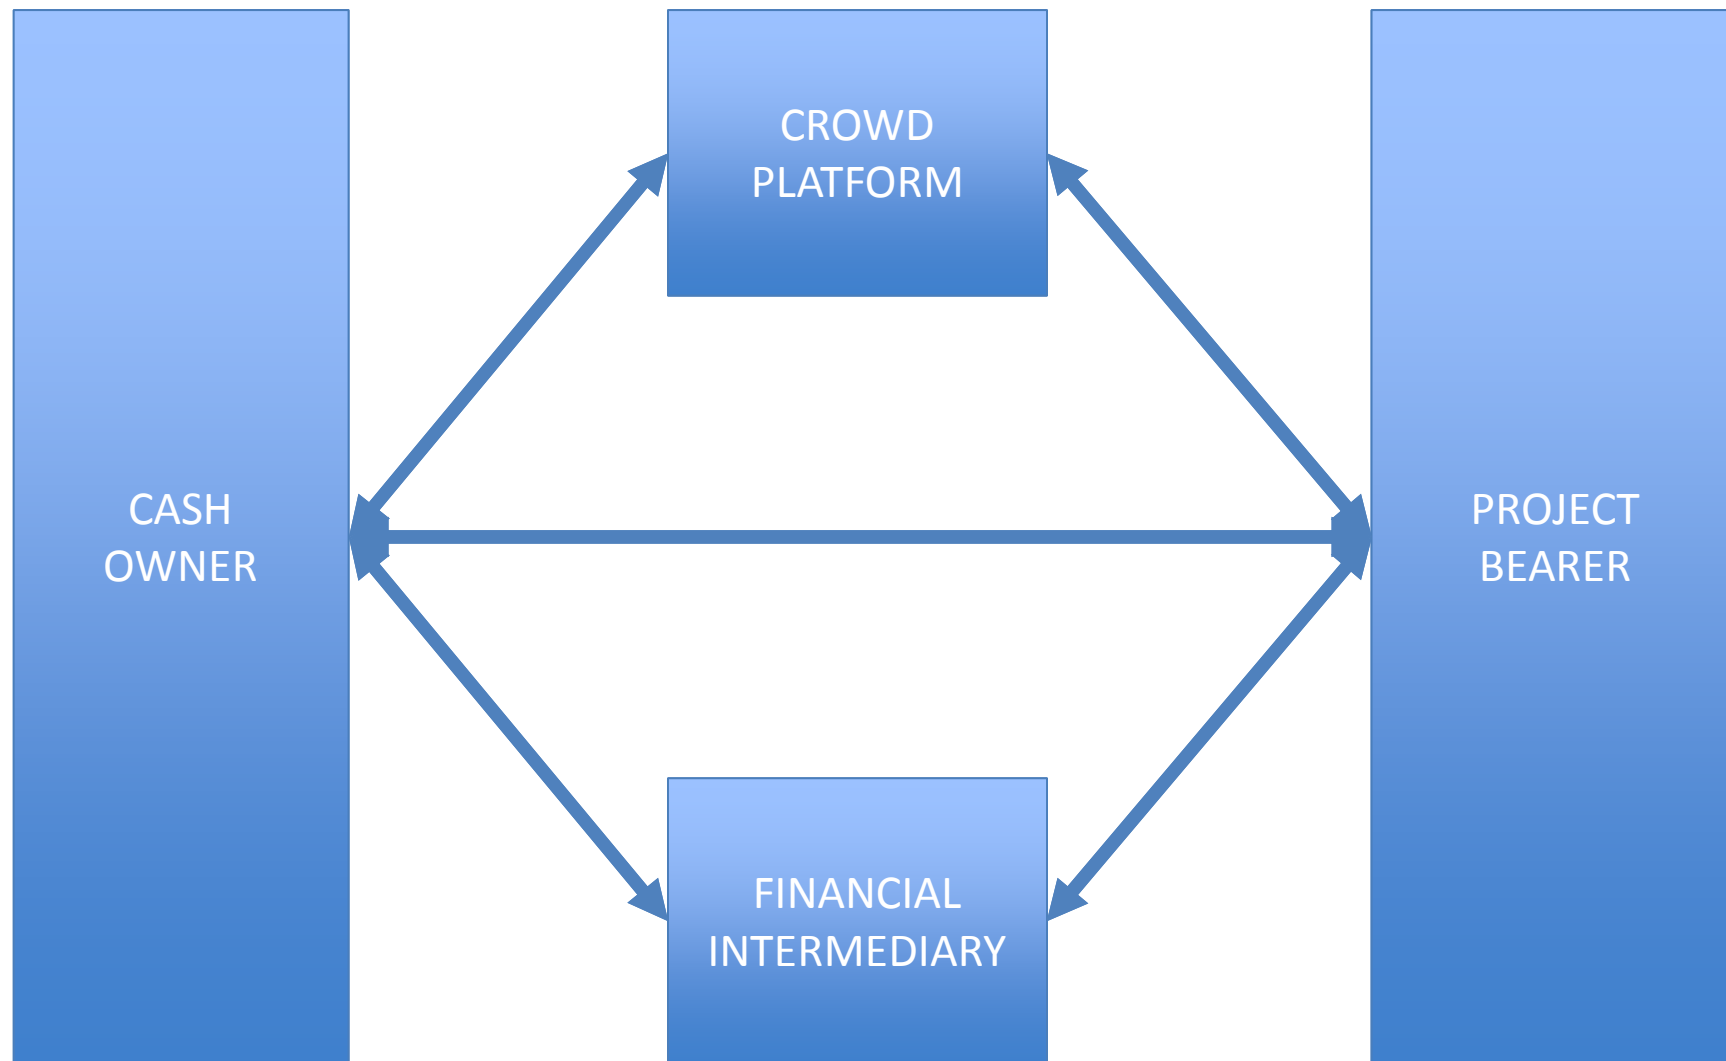 CROWD
PLATFORM
CASH
OWNER
PROJECT
BEARER
FINANCIAL
INTERMEDIARY